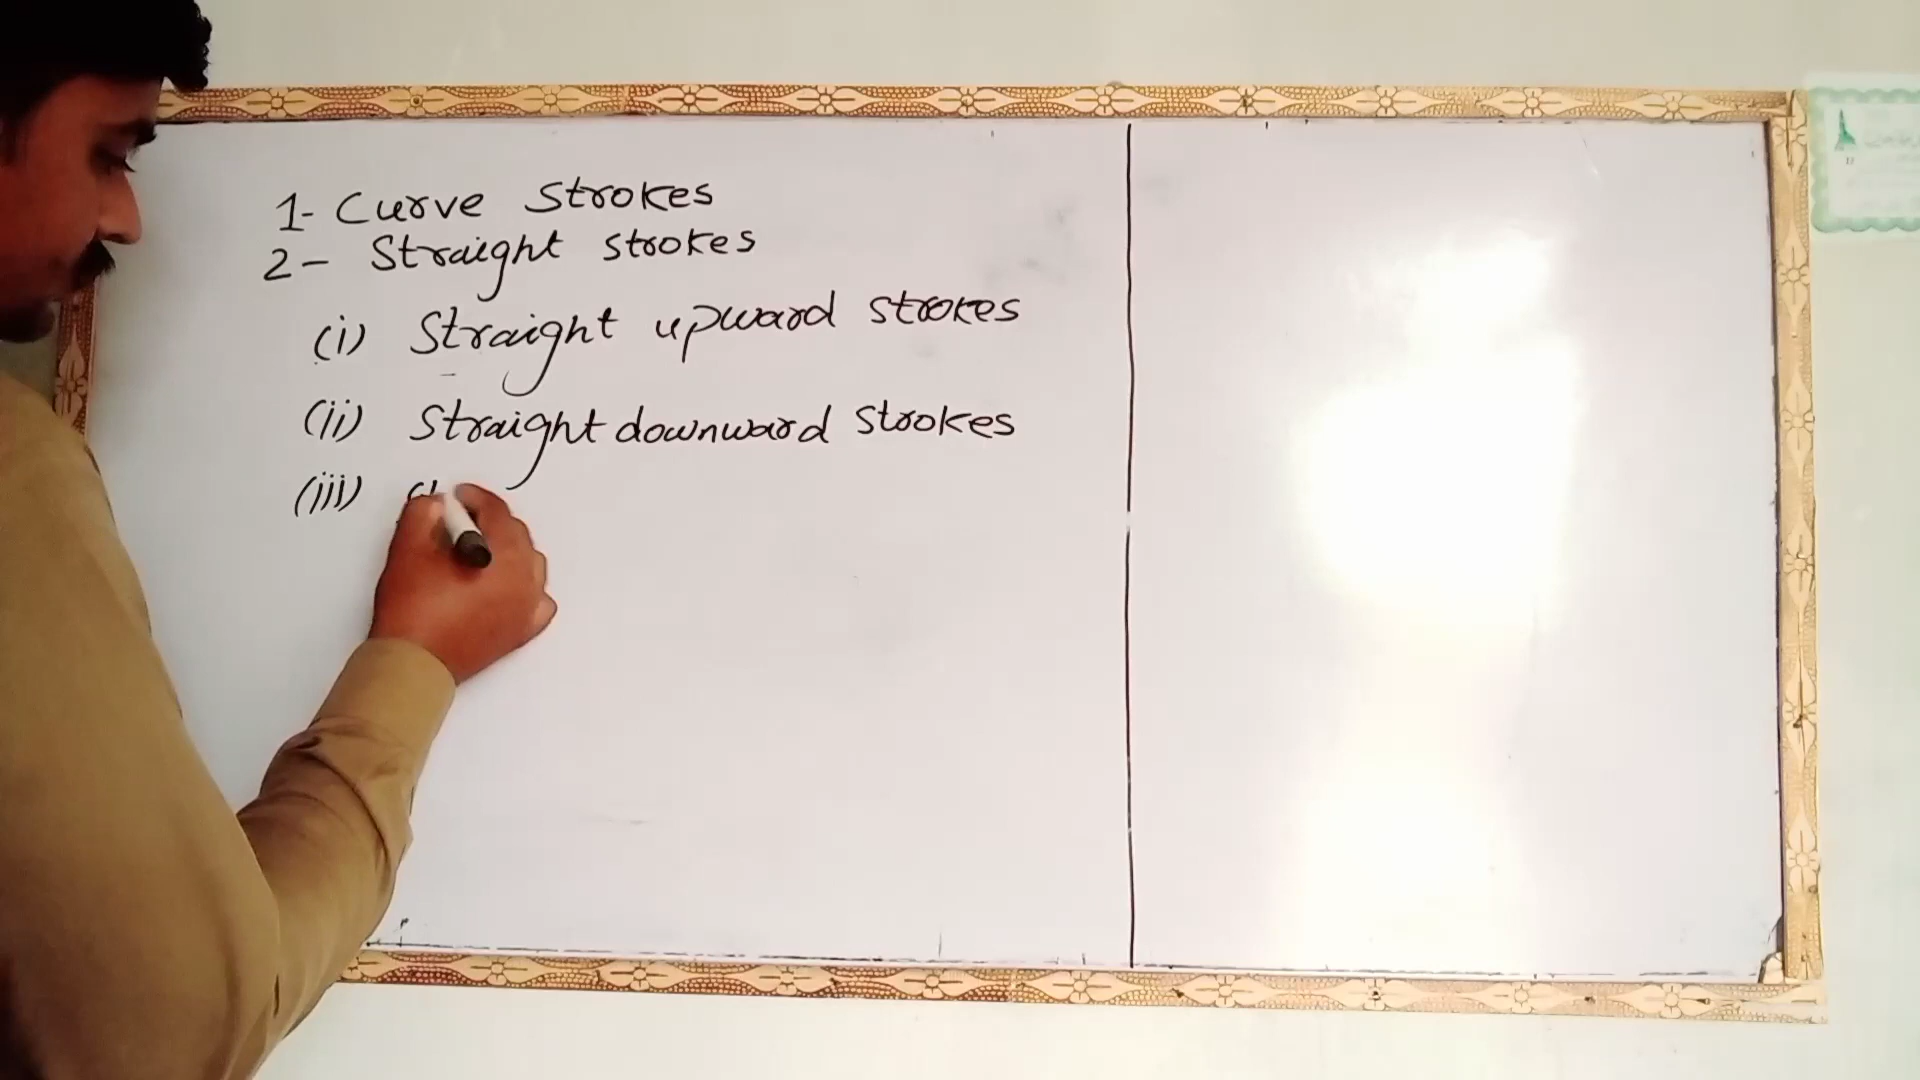 1- Curve Strokes
2- Straight strokes
(i) Straight upward strokes
(ii) Straight downward strokes
(iii)